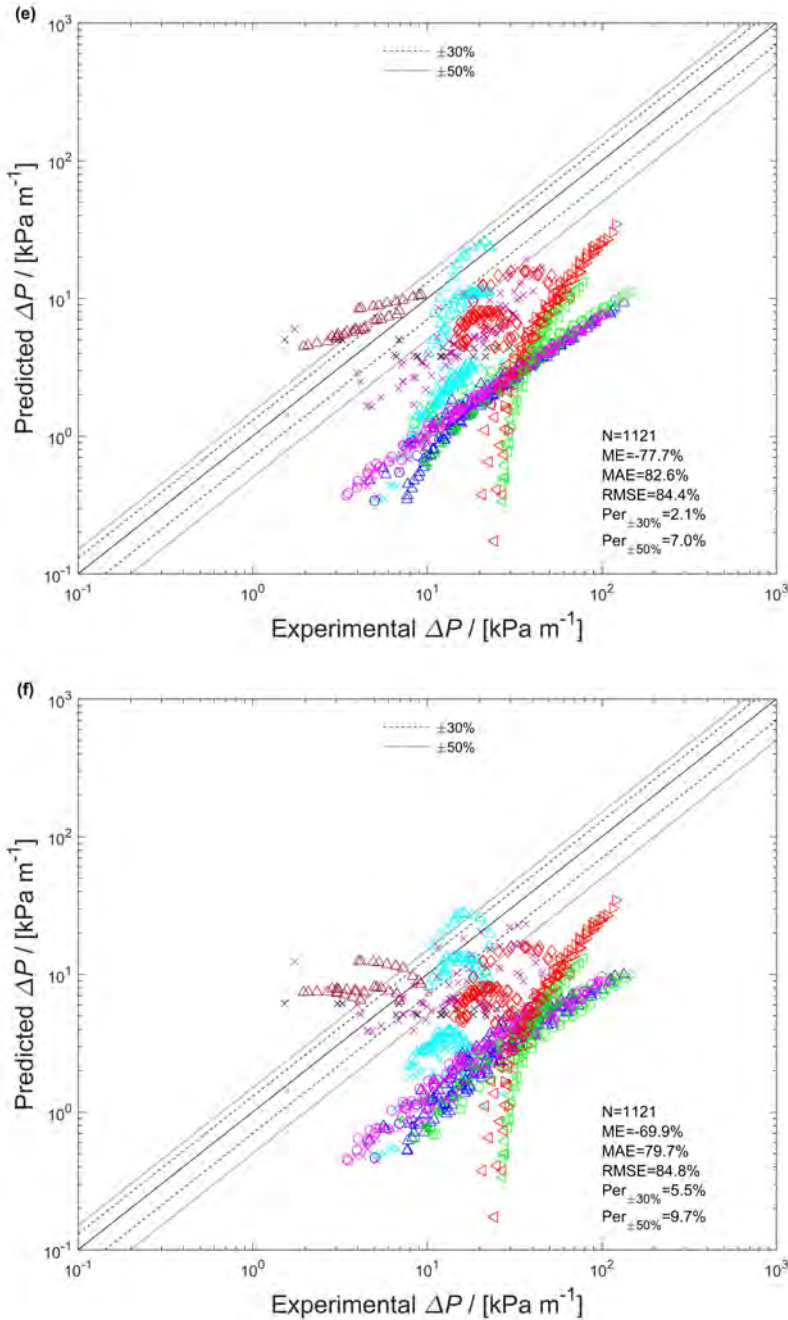 (e)
10³
±30%
±50%
10²
10¹
10⁰
10⁻¹
Predicted ΔP / [kPa m⁻¹]
N=1121
ME=-77.7%
MAE=82.6%
RMSE=84.4%
Per±30%=2.1%
Per±50%=7.0%
10⁻¹ 10⁰ 10¹ 10² 10³
Experimental ΔP / [kPa m⁻¹]
(f)
10³
±30%
±50%
10²
10¹
10⁰
10⁻¹
Predicted ΔP / [kPa m⁻¹]
N=1121
ME=-69.9%
MAE=79.7%
RMSE=84.8%
Per±30%=5.5%
Per±50%=9.7%
10⁻¹ 10⁰ 10¹ 10² 10³
Experimental ΔP / [kPa m⁻¹]